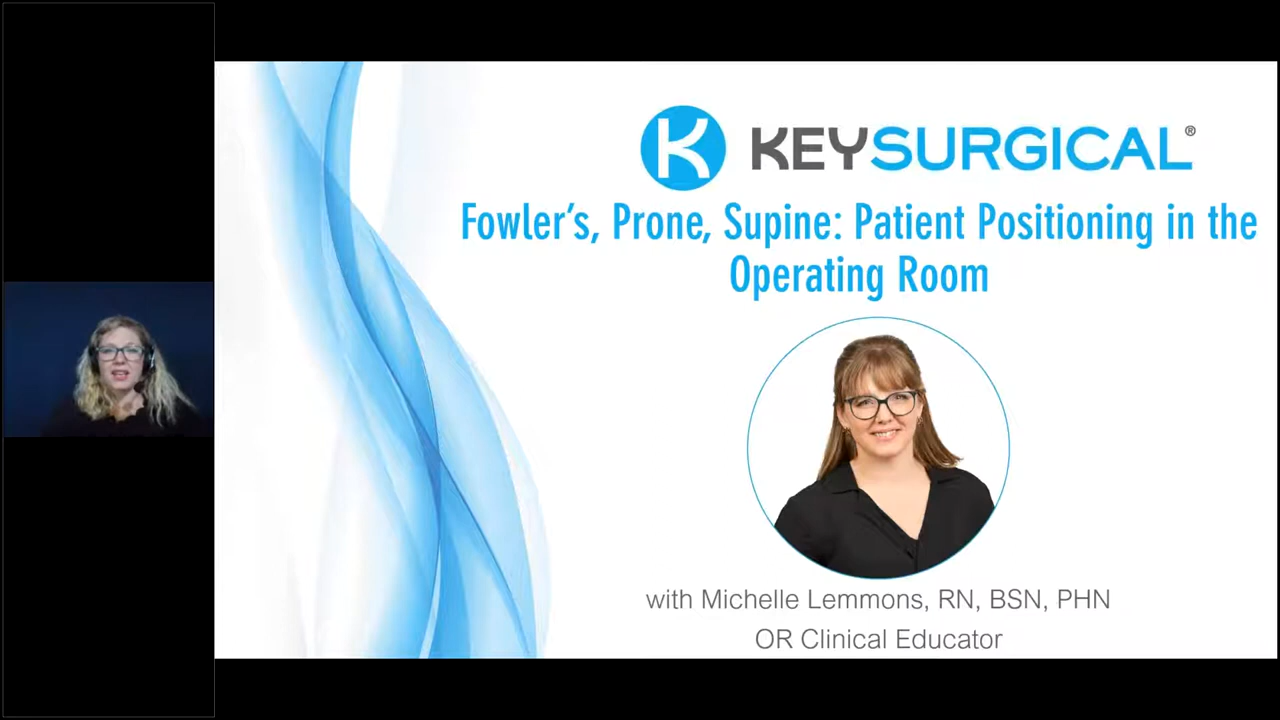 K KEYSURGICAL®
Fowler's, Prone, Supine: Patient Positioning in the
Operating Room
with Michelle Lemmons, RN, BSN, PHN
OR Clinical Educator